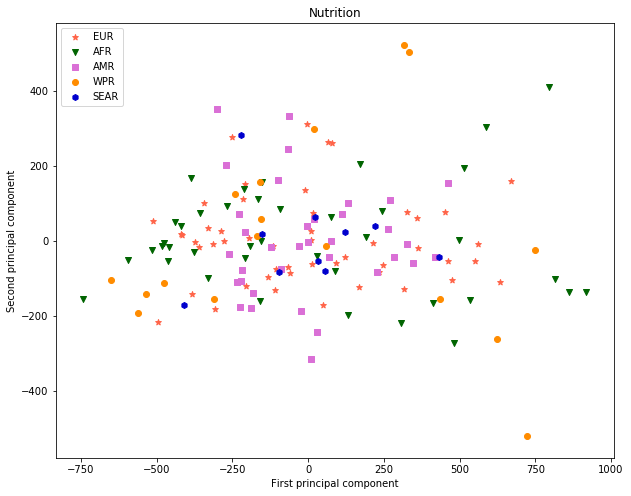 Nutrition
EUR
AFR
AMR
WPR
SEAR
Second principal component
400
200
0
−200
−400
−750
−500
−250
0
250
500
750
1000
First principal component